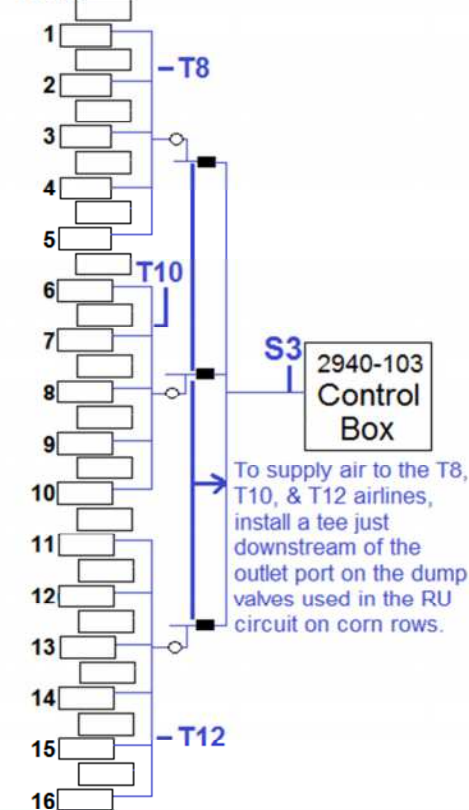 1
T8
2
3
4
5
T10
6
7
S3
2940-103
8
Control
Box
9
To supply air to the T8,
10
T10, & T12 airlines,
install a tee just
11
downstream of the
outlet port on the dump
12
valves used in the RU
circuit on corn rows.
13
14
T12
15
16